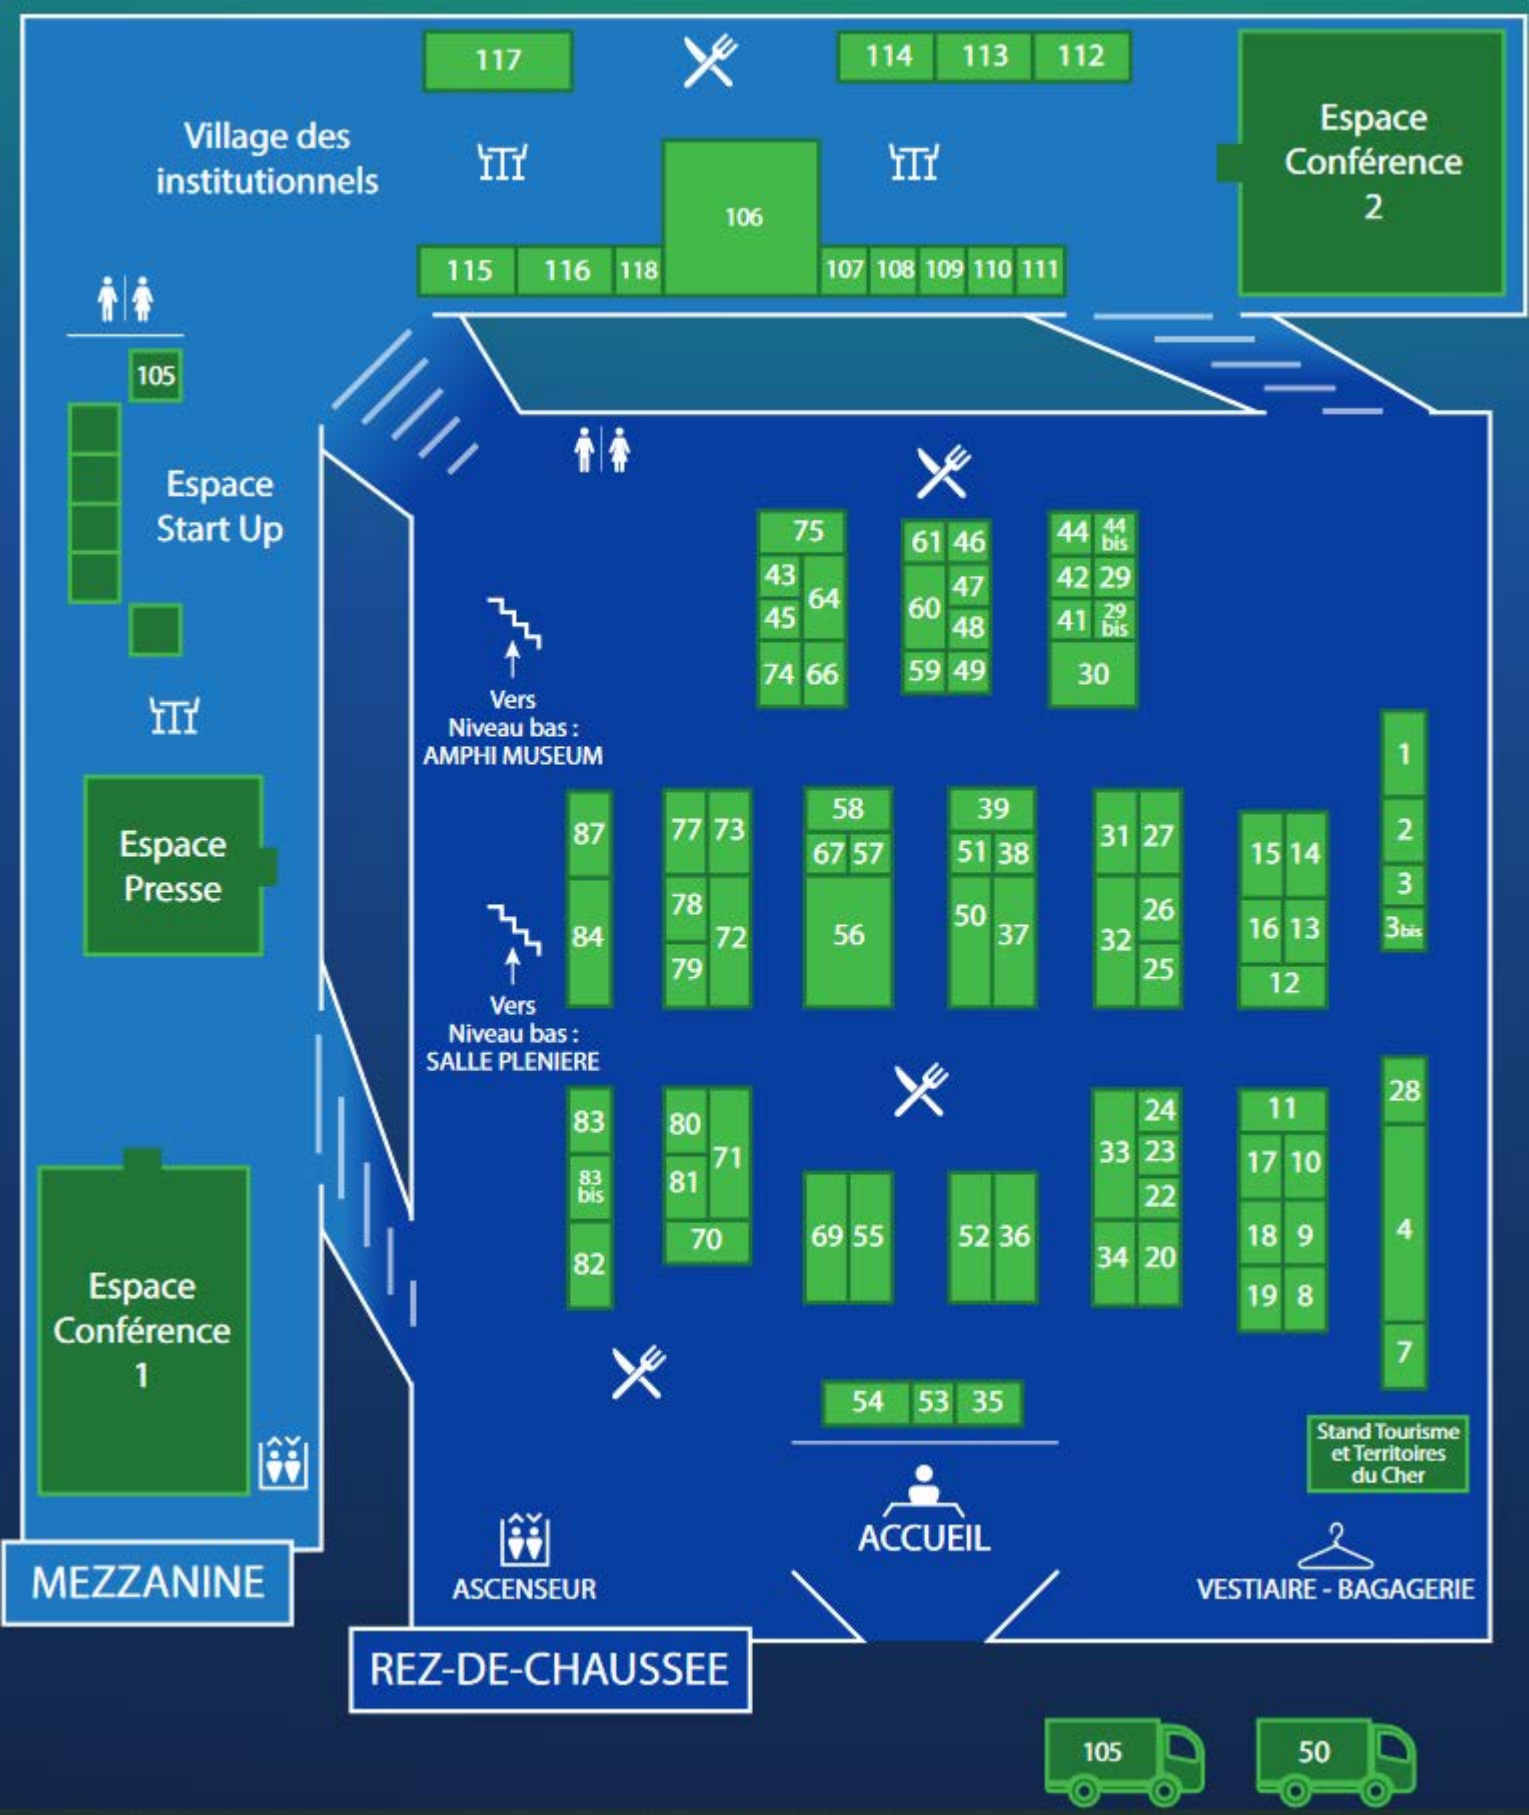 117
114 113 112
Village des
institutionnels
Espace
Conférence
2
106
115 116 118
107 108 109 110 111
105
Espace
Start Up
Espace
Presse
Espace
Conférence
1
MEZZANINE
75
43 64
45
74 66
61 46
60 47
48
59 49
44 44 bis
42 29
41 29 bis
30
Vers
Niveau bas :
AMPHI MUSEUM
1
2
3
3bis
87
84
77 73
78 72
79
58
67 57
56
39
51 38
50 37
31 27
32 26
25
15 14
16 13
12
Vers
Niveau bas :
SALLE PLENIERE
83
83 bis
82
80 71
81
70
69 55
52 36
33 24
23
22
34 20
11
17 10
18 9
19 8
28
4
7
54 53 35
Stand Tourisme
et Territoires
du Cher
ACCUEIL
ASCENSEUR
VESTIAIRE - BAGAGERIE
REZ-DE-CHAUSSEE
105
50